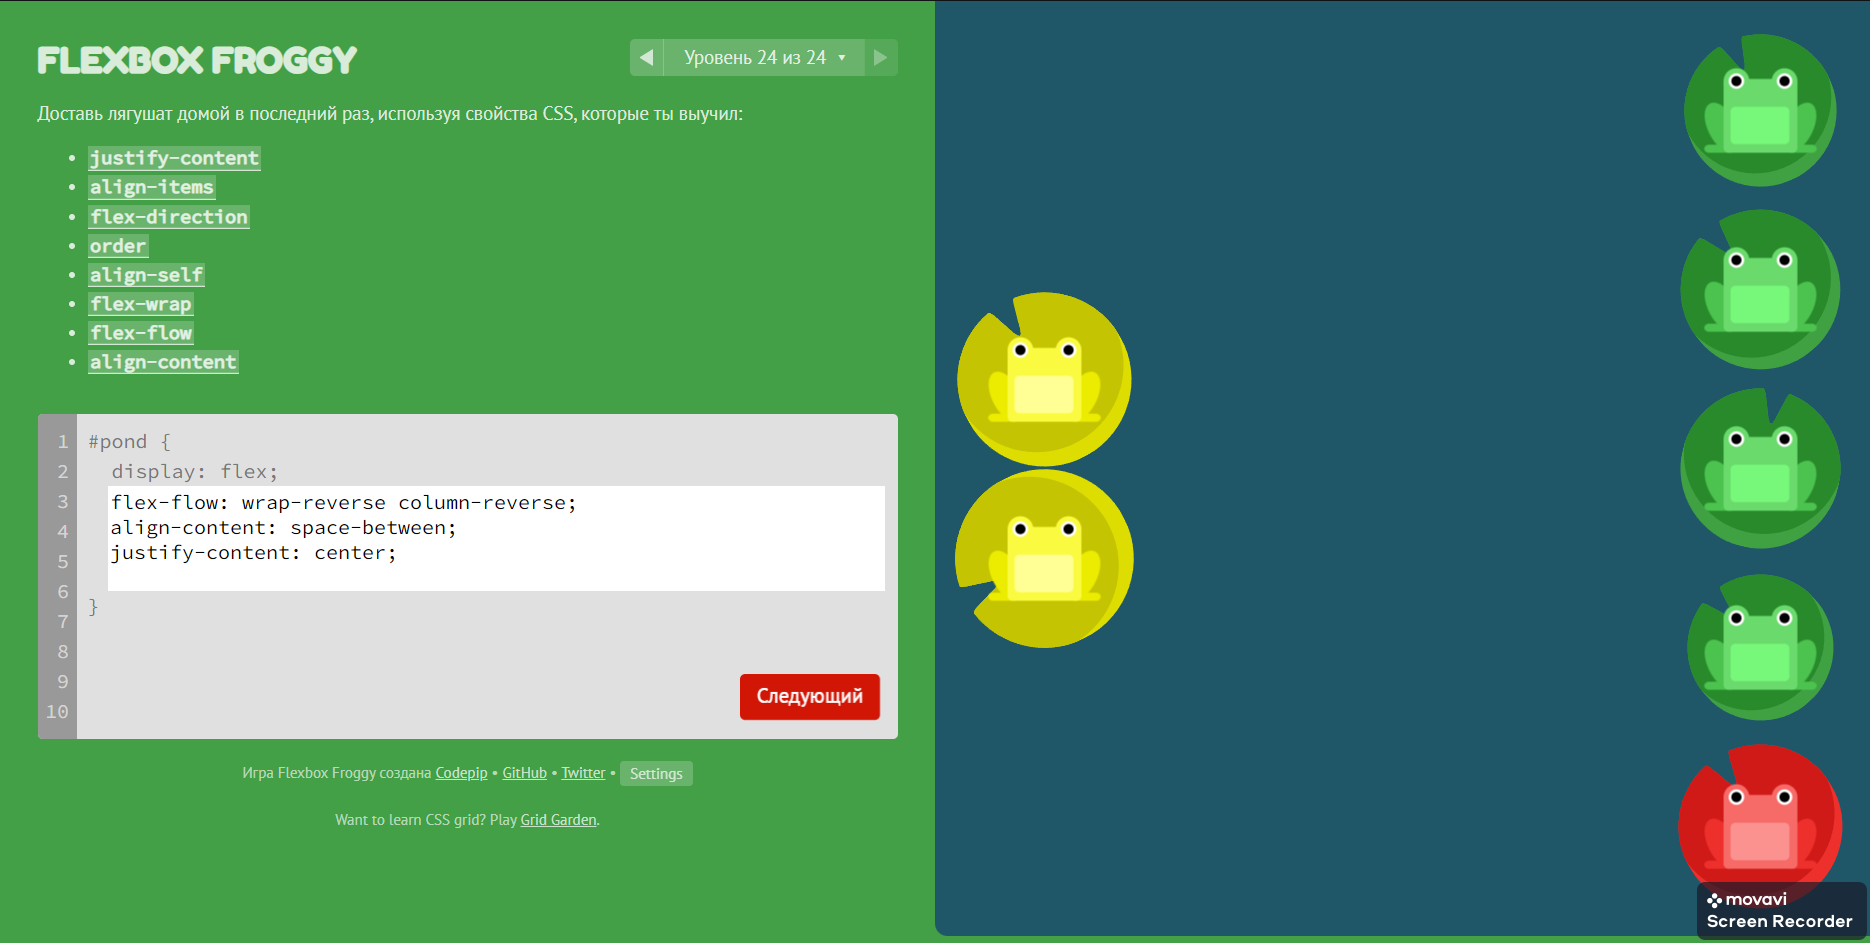 FLEXBOX FROGGY
Уровень 24 из 24
Доставь лягушат домой в последний раз, используя свойства CSS, которые ты выучил:
justify-content
align-items
flex-direction
order
align-self
flex-wrap
flex-flow
align-content
1 #pond {
2 display: flex;
3 flex-flow: wrap-reverse column-reverse;
4 align-content: space-between;
5 justify-content: center;
6 }
7
8
9
10
Следующий
Игра Flexbox Froggy создана Codepip • GitHub • Twitter • Settings
Want to learn CSS grid? Play Grid Garden.
movavi
Screen Recorder